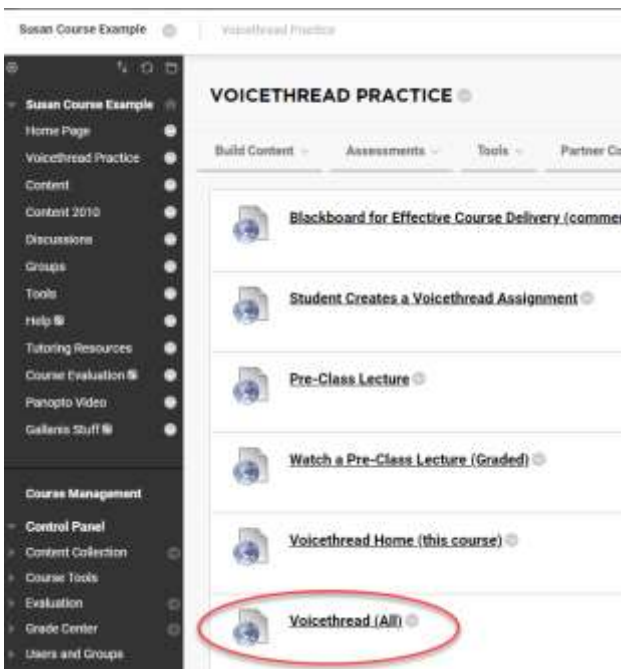 Susan Course Example
Voicethread Practice
Susan Course Example
Home Page
Voicethread Practice
Content
Content 2010
Discussions
Groups
Tools
Help
Tutoring Resources
Course Evaluation
Panopto Video
Course Management
Control Panel
Content Collection
Course Tools
Evaluation
Grade Center
Users and Groups
VOICETHREAD PRACTICE
Build Content
Assessments
Tools
Partner Co
Blackboard for Effective Course Delivery (commen
Student Creates a Voicethread Assignment
Pre-Class Lecture
Watch a Pre-Class Lecture (Graded)
Voicethread Home (this course)
Voicethread (All)